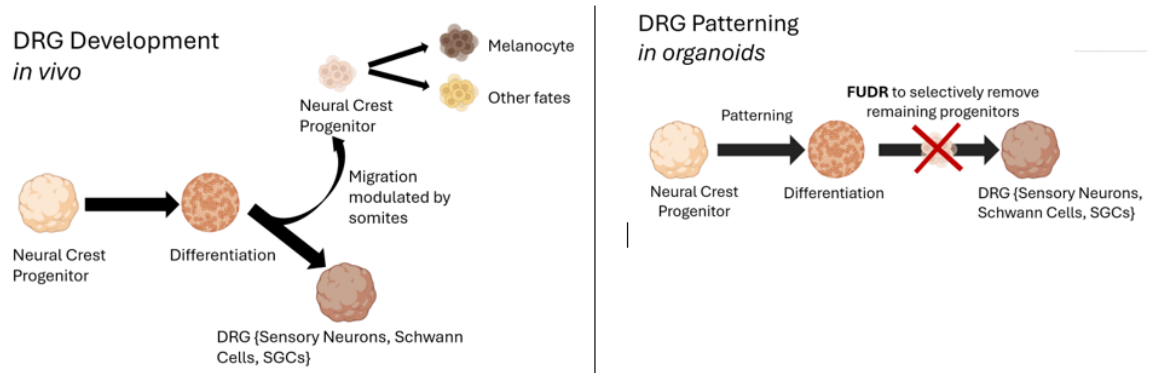 DRG Development
in vivo
Neural Crest
Progenitor
Differentiation
Neural Crest
Progenitor
Melanocyte
Other fates
Migration
modulated by
somites
DRG {Sensory Neurons, Schwann
Cells, SGCs}
DRG Patterning
in organoids
Neural Crest
Progenitor
Patterning
Differentiation
FUDR to selectively remove
remaining progenitors
DRG {Sensory Neurons,
Schwann Cells, SGCs}